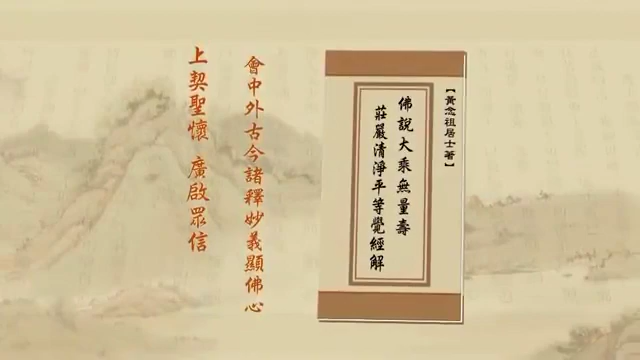 【黃念祖居士著】
佛說大乘無量壽
莊嚴清淨平等覺經解
會中外古今諸釋妙義顯佛心
上契聖懷 廣啟眾信